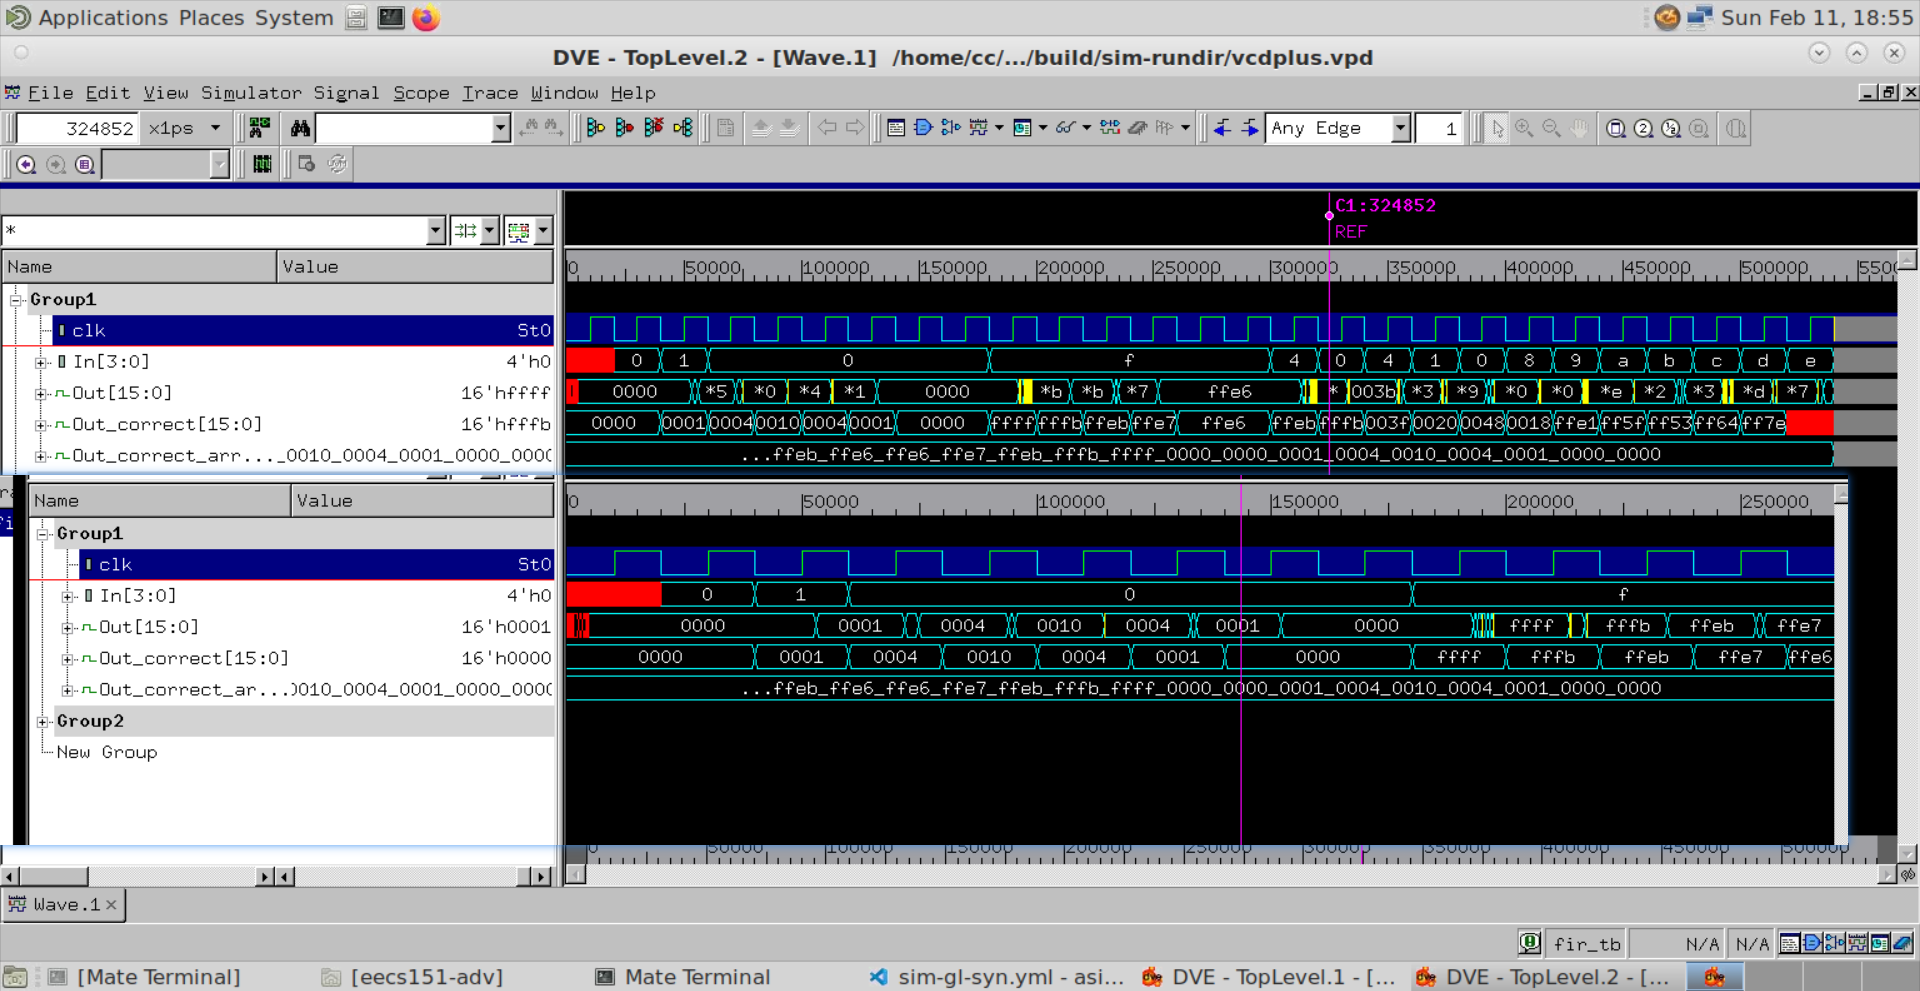 Applications Places System Sun Feb 11, 18:55
DVE - TopLevel.2 - [Wave.1] /home/cc/.../build/sim-rundir/vcdplus.vpd
File Edit View Simulator Signal Scope Trace Window Help
324852 x1ps Any Edge 1
C1:324852
* REF
Name Value 0 50000 100000 150000 200000 250000 300000 350000 400000 450000 500000 5500
Group1
clk St0
In[3:0] 4'h0 0 1 0 f 4 0 4 1 0 8 9 a b c d e
Out[15:0] 16'hffff 0000 *5 *0 *4 *1 0000 *b *b *7 ffe6 * 003b *3 *9 *0 *0 *e *2 *3 *d *7
Out_correct[15:0] 16'hfffb 0000 0001 0004 0010 0004 0001 0000 ffff fffb ffeb ffe7 ffe6 ffeb fffb 003f 0020 0048 0018 ffe1 ff5f ff53 ff64 ff7e
Out_correct_arr..._0010_0004_0001_0000_000( ...ffeb_ffe6_ffe6_ffe7_ffeb_fffb_ffff_0000_0000_0001_0004_0010_0004_0001_0000_0000
Name Value 0 50000 100000 150000 200000 250000
Group1
clk St0
In[3:0] 4'h0 0 1 0 f
Out[15:0] 16'h0001 0000 0001 0004 0010 0004 0001 0000 ffff fffb ffeb ffe7
Out_correct[15:0] 16'h0000 0000 0001 0004 0010 0004 0001 0000 ffff fffb ffeb ffe7 ffe6
Out_correct_ar...)010_0004_0001_0000_000( ...ffeb_ffe6_ffe6_ffe7_ffeb_fffb_ffff_0000_0000_0001_0004_0010_0004_0001_0000_0000
Group2
New Group
0 50000 100000 150000 200000 250000 300000 350000 400000 450000 500000
Wave.1
fir_tb N/A N/A
[Mate Terminal] [eecs151-adv] Mate Terminal sim-gl-syn.yml - asi... DVE - TopLevel.1 - [... DVE - TopLevel.2 - [...